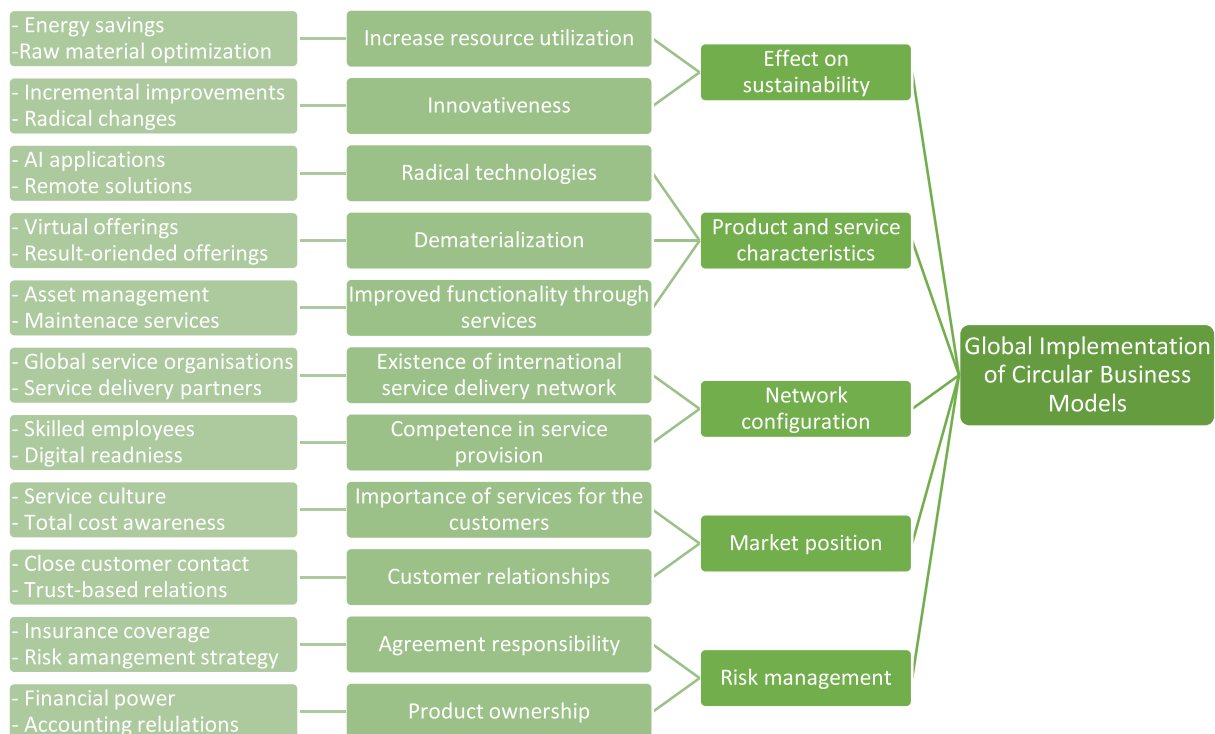 - Energy savings
-Raw material optimization
Increase resource utilization
- Incremental improvements
- Radical changes
Innovativeness
Effect on
sustainability
- AI applications
- Remote solutions
Radical technologies
- Virtual offerings
- Result-oriended offerings
Dematerialization
- Asset management
- Maintenace services
Improved functionality through
services
Product and service
characteristics
- Global service organisations
- Service delivery partners
Existence of international
service delivery network
- Skilled employees
- Digital readniess
Competence in service
provision
Network
configuration
- Service culture
- Total cost awareness
Importance of services for the
customers
- Close customer contact
- Trust-based relations
Customer relationships
Market position
- Insurance coverage
- Risk amangement strategy
Agreement responsibility
- Financial power
- Accounting relulations
Product ownership
Risk management
Global Implementation
of Circular Business
Models